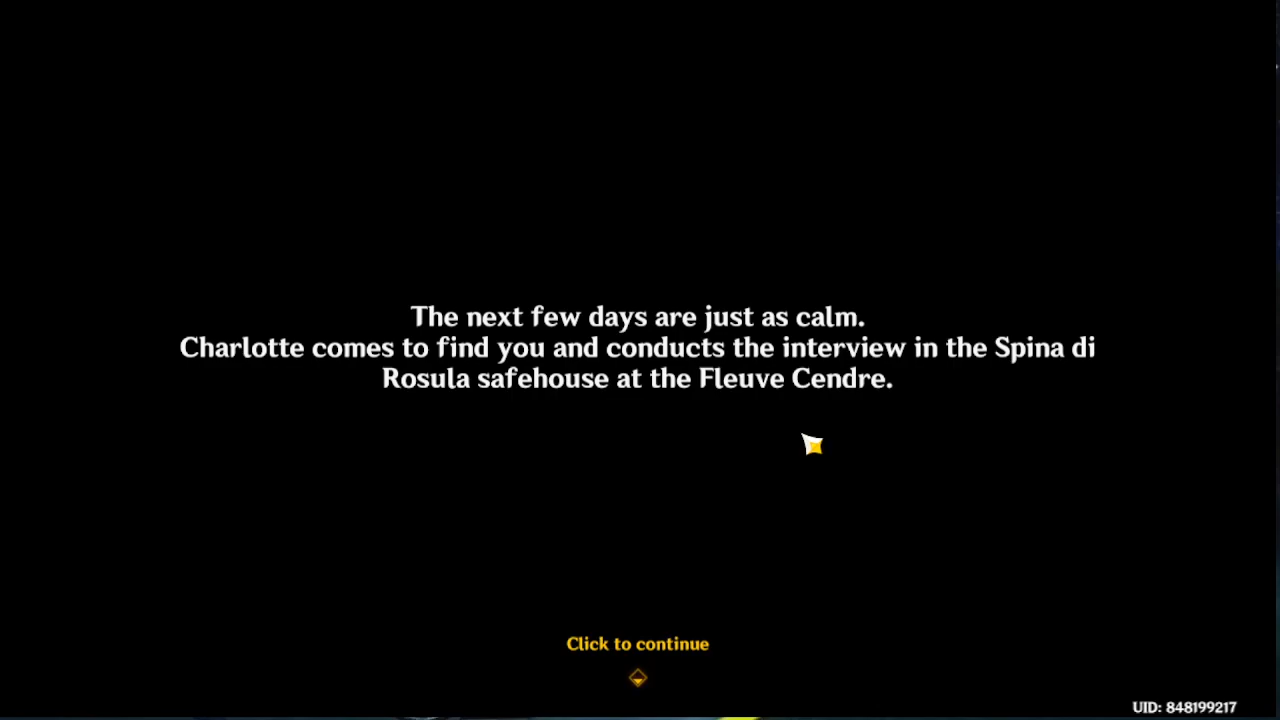 The next few days are just as calm.
Charlotte comes to find you and conducts the interview in the Spina di
Rosula safehouse at the Fleuve Cendre.
Click to continue
UID: 848199217